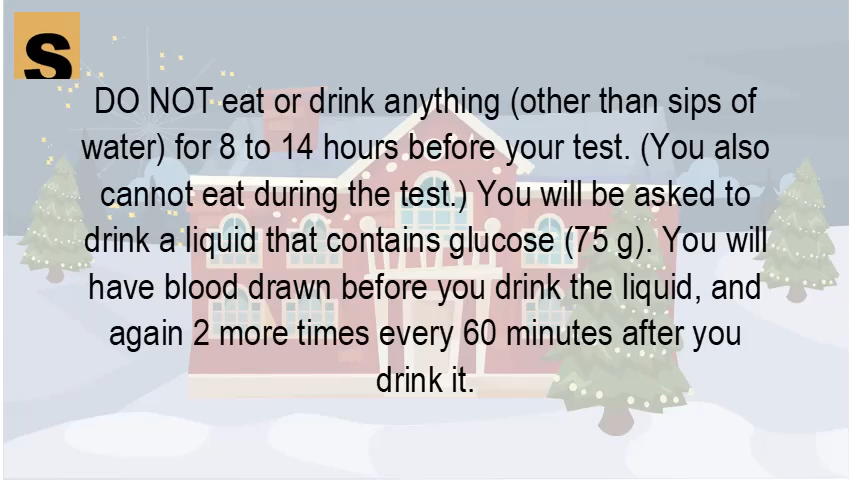 S
DO NOT eat or drink anything (other than sips of
water) for 8 to 14 hours before your test. (You also
cannot eat during the test.) You will be asked to
drink a liquid that contains glucose (75 g). You will
have blood drawn before you drink the liquid, and
again 2 more times every 60 minutes after you
drink it.